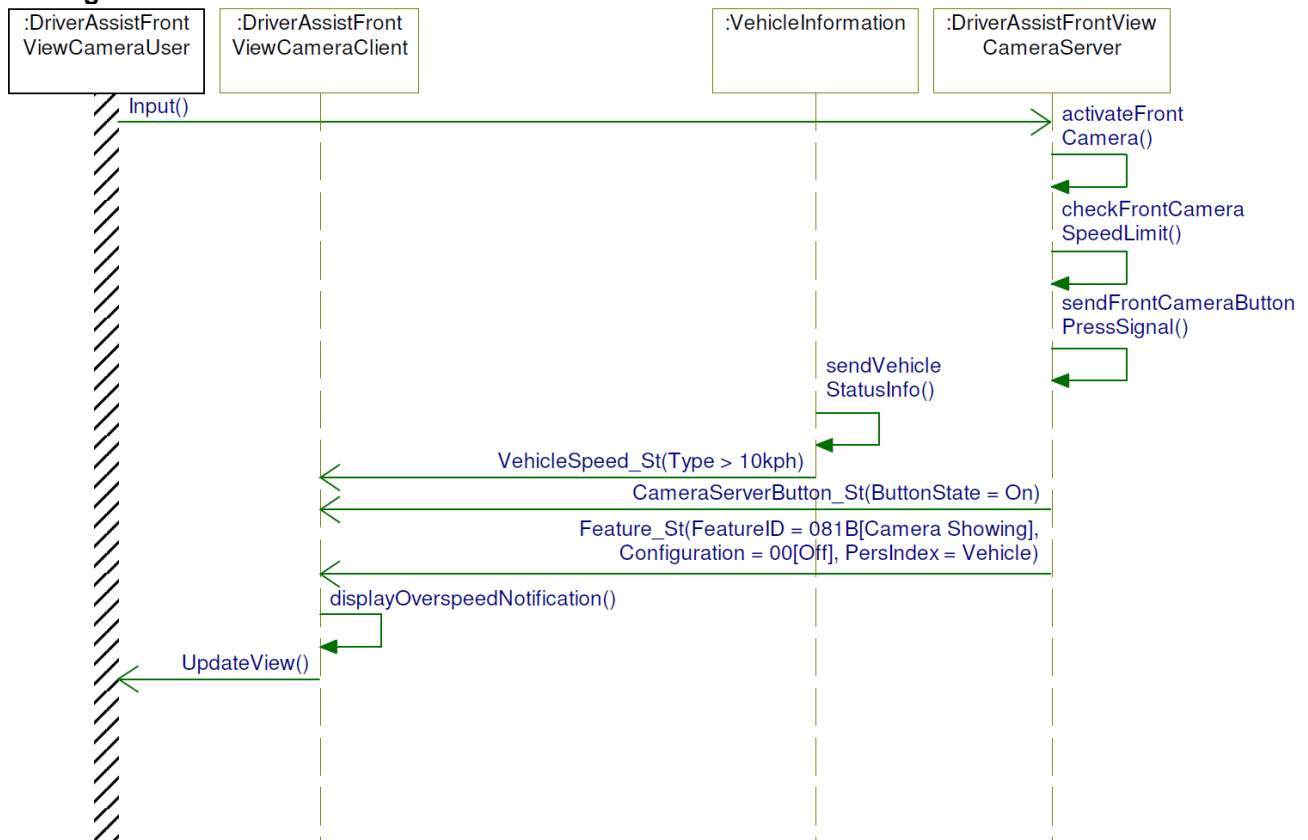 :DriverAssistFront
ViewCameraUser
:DriverAssistFront
ViewCameraClient
:VehicleInformation
:DriverAssistFrontView
CameraServer
Input()
activateFront
Camera()
checkFrontCamera
SpeedLimit()
sendFrontCameraButton
PressSignal()
sendVehicle
StatusInfo()
VehicleSpeed_St(Type > 10kph)
CameraServerButton_St(ButtonState = On)
Feature_St(FeatureID = 081B[Camera Showing],
Configuration = 00[Off], PersIndex = Vehicle)
displayOverspeedNotification()
UpdateView()